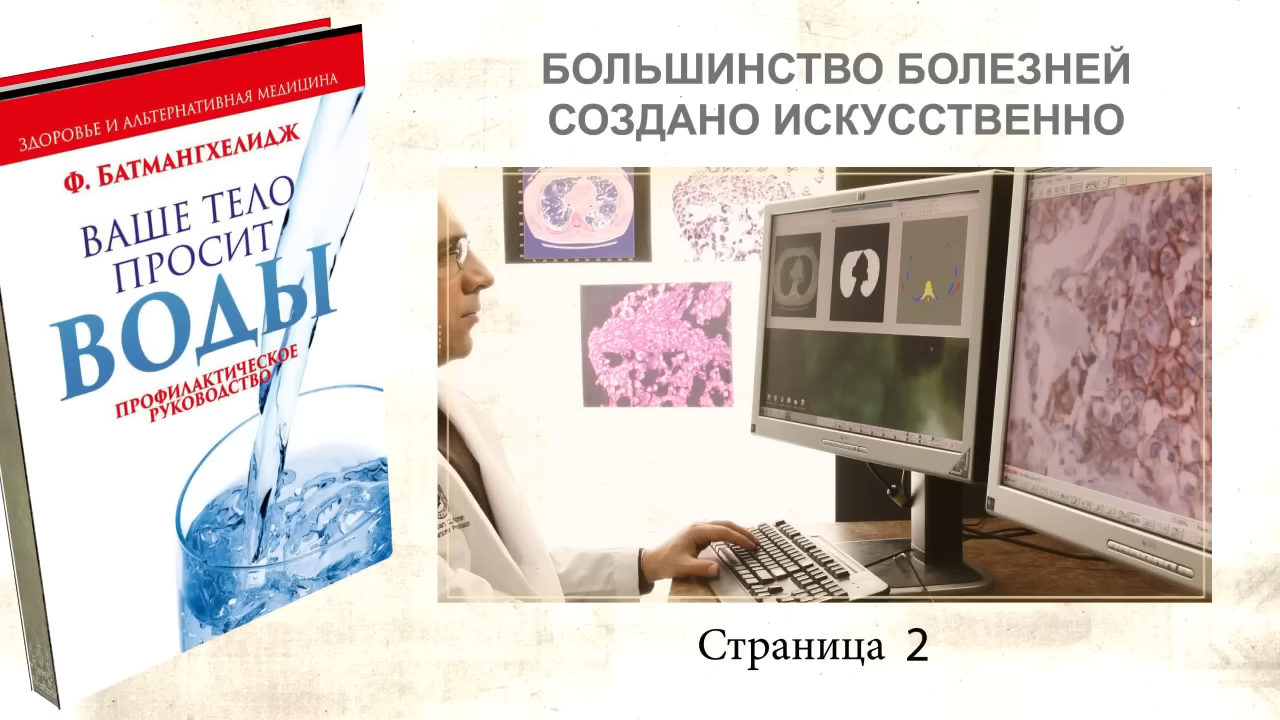 ЗДОРОВЬЕ И АЛЬТЕРНАТИВНАЯ МЕДИЦИНА
Ф. БАТМАНГХЕЛИДЖ
ВАШЕ ТЕЛО
ПРОСИТ
ВОДЫ
ПРОФИЛАКТИЧЕСКОЕ
РУКОВОДСТВО
БОЛЬШИНСТВО БОЛЕЗНЕЙ
СОЗДАНО ИСКУССТВЕННО
Страница 2